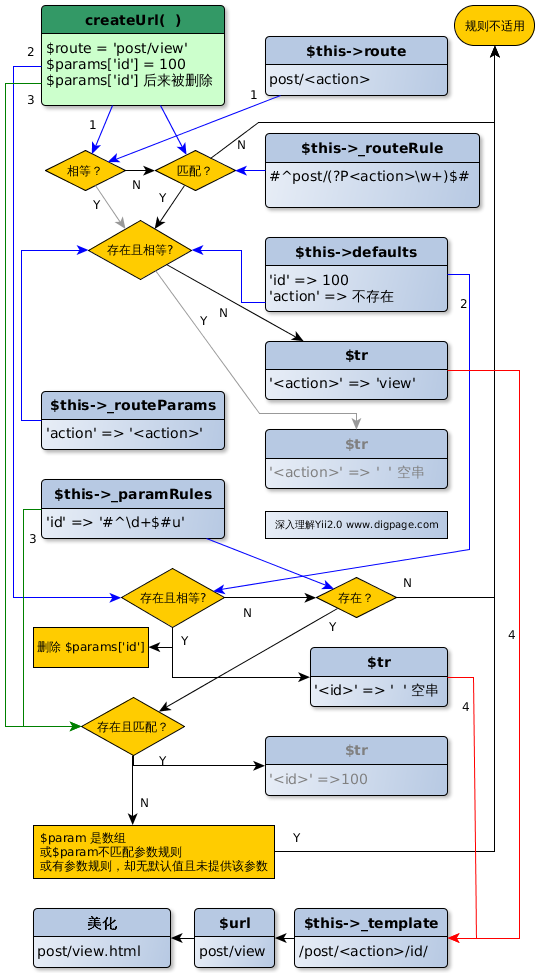 createUrl(  )
$route = 'post/view'
$params['id'] = 100
$params['id'] 后来被删除
规则不适用
2
3
$this->route
post/<action>
1
1
相等？
N
匹配？
N
$this->_routeRule
#^post/(?P<action>\w+)$#
Y
Y
存在且相等?
$this->defaults
'id' => 100
'action' => 不存在
2
Y
N
$tr
'<action>' => 'view'
$this->_routeParams
'action' => '<action>'
$tr
'<action>' => '  ' 空串
$this->_paramRules
'id' => '#^\d+$#u'
3
深入理解Yii2.0 www.digpage.com
存在且相等?
N
存在？
N
Y
删除 $params['id']
Y
4
$tr
'<id>' => '  ' 空串
4
存在且匹配？
Y
$tr
'<id>' =>100
N
$param 是数组
或$param不匹配参数规则
或有参数规则，却无默认值且未提供该参数
Y
美化
post/view.html
$url
post/view
$this->_template
/post/<action>/id/